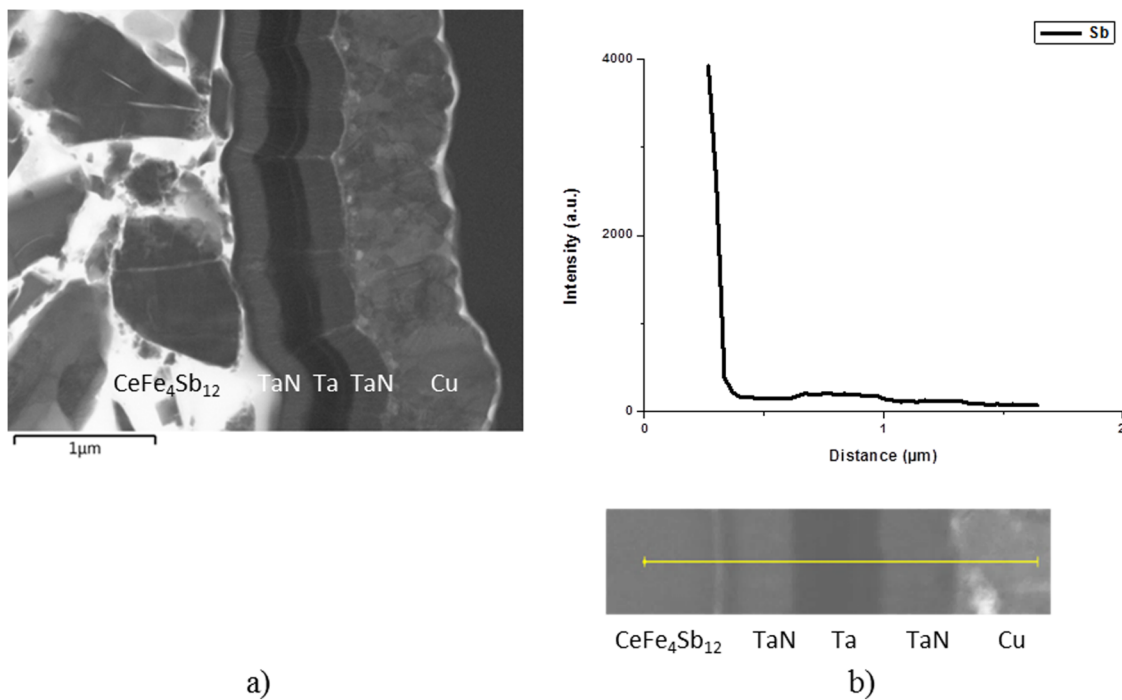 CeFe₄Sb₁₂ TaN Ta TaN Cu
1µm
a)
Sb
4000
2000
0
Intensity (a.u.)
0 1 2
Distance (µm)
CeFe₄Sb₁₂ TaN Ta TaN Cu
b)